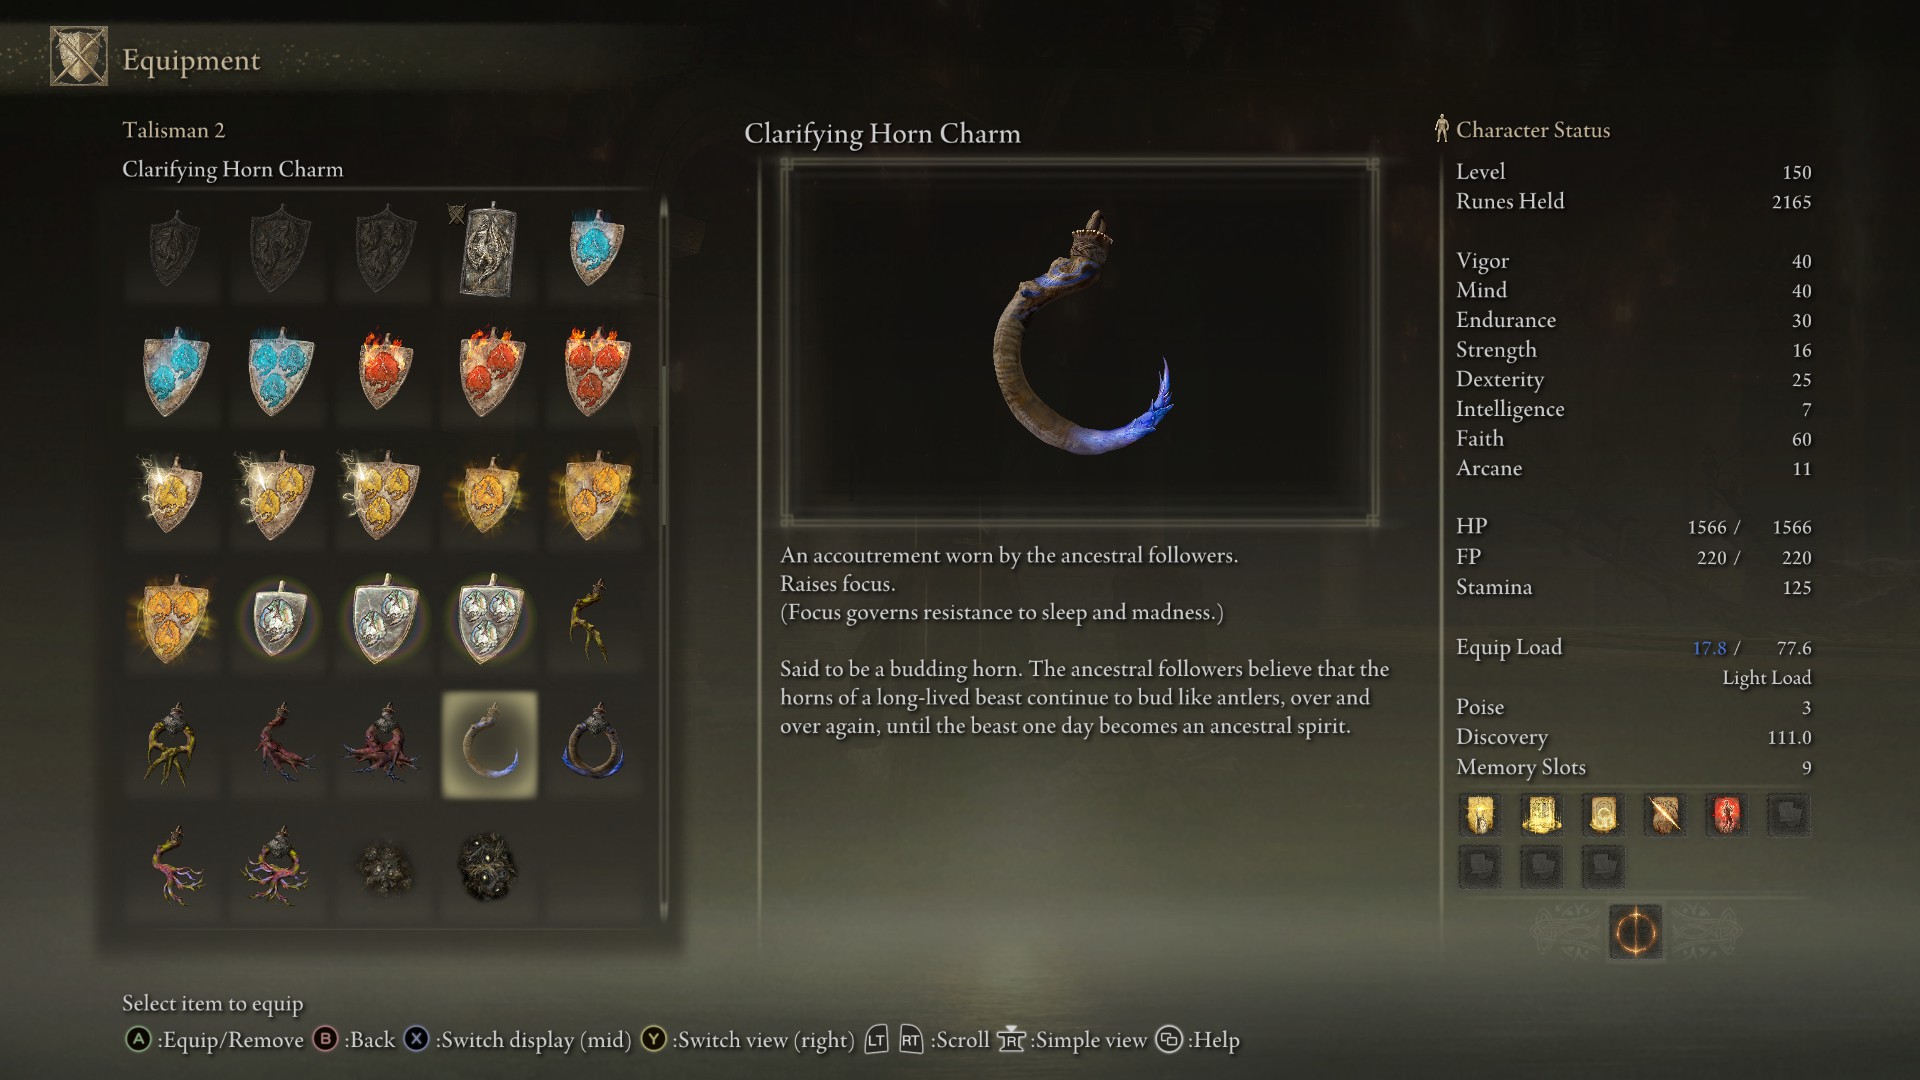 Equipment
Talisman 2
Clarifying Horn Charm
Clarifying Horn Charm
An accoutrement worn by the ancestral followers.
Raises focus.
(Focus governs resistance to sleep and madness.)
Said to be a budding horn. The ancestral followers believe that the
horns of a long-lived beast continue to bud like antlers, over and
over again, until the beast one day becomes an ancestral spirit.
Character Status
Level 150
Runes Held 2165
Vigor 40
Mind 40
Endurance 30
Strength 16
Dexterity 25
Intelligence 7
Faith 60
Arcane 11
HP 1566 / 1566
FP 220 / 220
Stamina 125
Equip Load 17.8 / 77.6
Light Load
Poise 3
Discovery 111.0
Memory Slots 9
Select item to equip
A :Equip/Remove B :Back X :Switch display (mid) Y :Switch view (right) LT RT :Scroll R :Simple view :Help